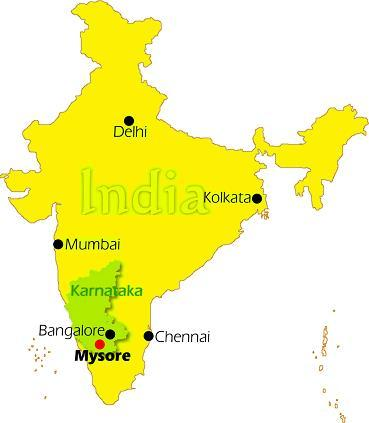 Delhi
India
Kolkata
Mumbai
Karnataka
Bangalore
Chennai
Mysore